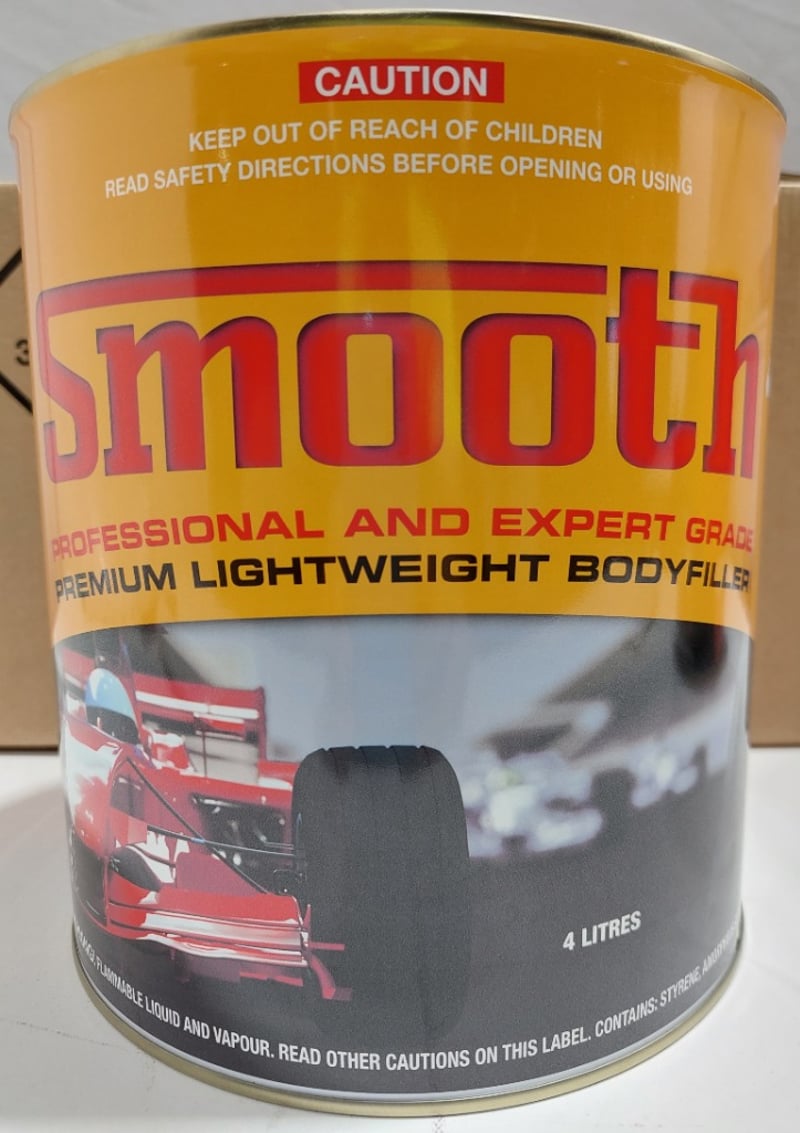 CAUTION
KEEP OUT OF REACH OF CHILDREN
READ SAFETY DIRECTIONS BEFORE OPENING OR USING
Smooth
PROFESSIONAL AND EXPERT GRADE
PREMIUM LIGHTWEIGHT BODYFILLER
4 LITRES
FLAMMABLE LIQUID AND VAPOUR. READ OTHER CAUTIONS ON THIS LABEL. CONTAINS: STYRENE,
3